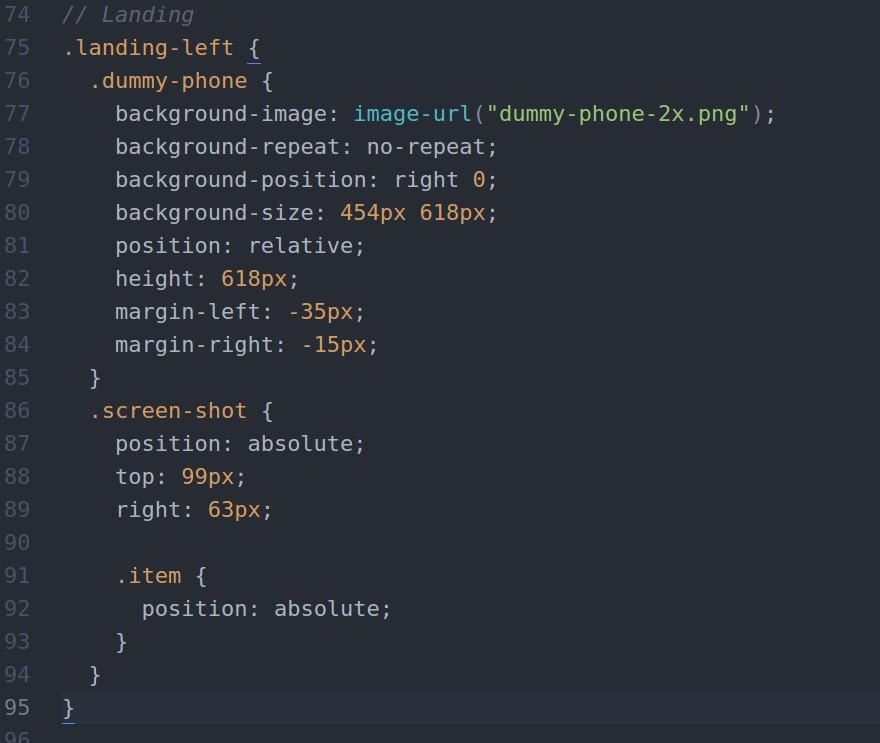 74 // Landing
75 .landing-left {
76   .dummy-phone {
77     background-image: image-url("dummy-phone-2x.png");
78     background-repeat: no-repeat;
79     background-position: right 0;
80     background-size: 454px 618px;
81     position: relative;
82     height: 618px;
83     margin-left: -35px;
84     margin-right: -15px;
85   }
86   .screen-shot {
87     position: absolute;
88     top: 99px;
89     right: 63px;
90
91     .item {
92       position: absolute;
93     }
94   }
95 }
96